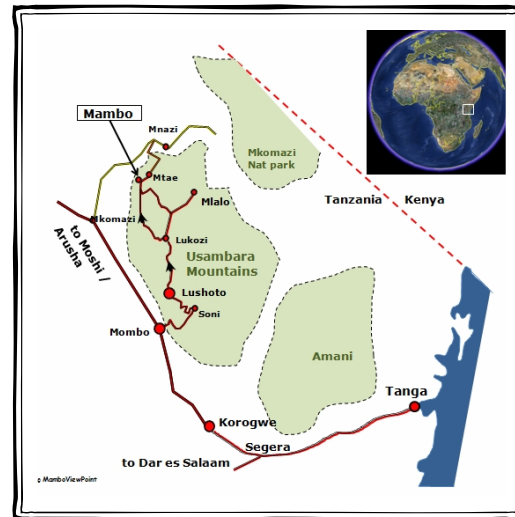 Mambo
Mnazi
Mkomazi
Nat park
Mtae
Mlalo
Tanzania
Kenya
Mkomazi
to Moshi /
Arusha
Lukozi
Usambara
Mountains
Lushoto
Soni
Mombo
Amani
Tanga
Korogwe
Segera
to Dar es Salaam
© MamboViewPoint